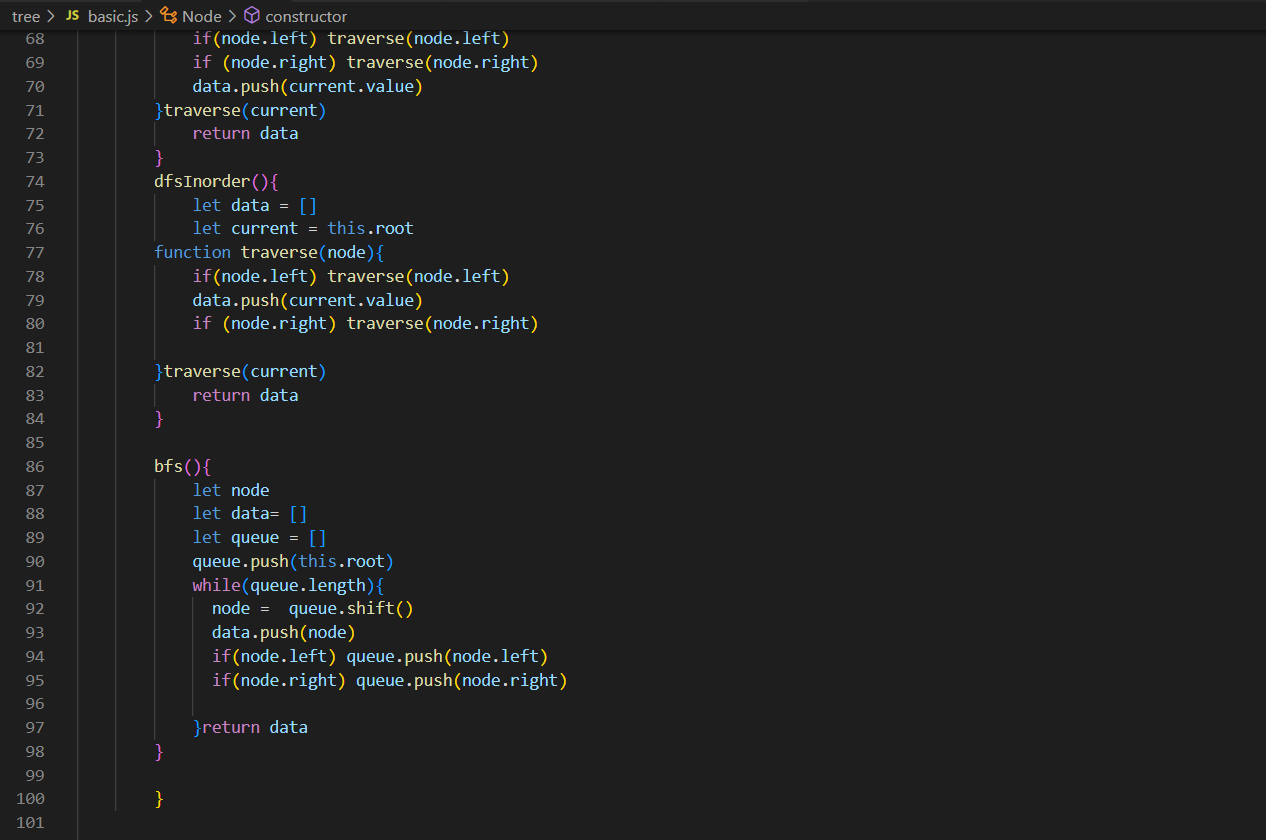 tree > JS basic.js > Node > constructor
68 if(node.left) traverse(node.left)
69 if (node.right) traverse(node.right)
70 data.push(current.value)
71 }traverse(current)
72 return data
73 }
74 dfsInorder(){
75 let data = []
76 let current = this.root
77 function traverse(node){
78 if(node.left) traverse(node.left)
79 data.push(current.value)
80 if (node.right) traverse(node.right)
81
82 }traverse(current)
83 return data
84 }
85
86 bfs(){
87 let node
88 let data= []
89 let queue = []
90 queue.push(this.root)
91 while(queue.length){
92 node =  queue.shift()
93 data.push(node)
94 if(node.left) queue.push(node.left)
95 if(node.right) queue.push(node.right)
96
97 }return data
98 }
99
100 }
101